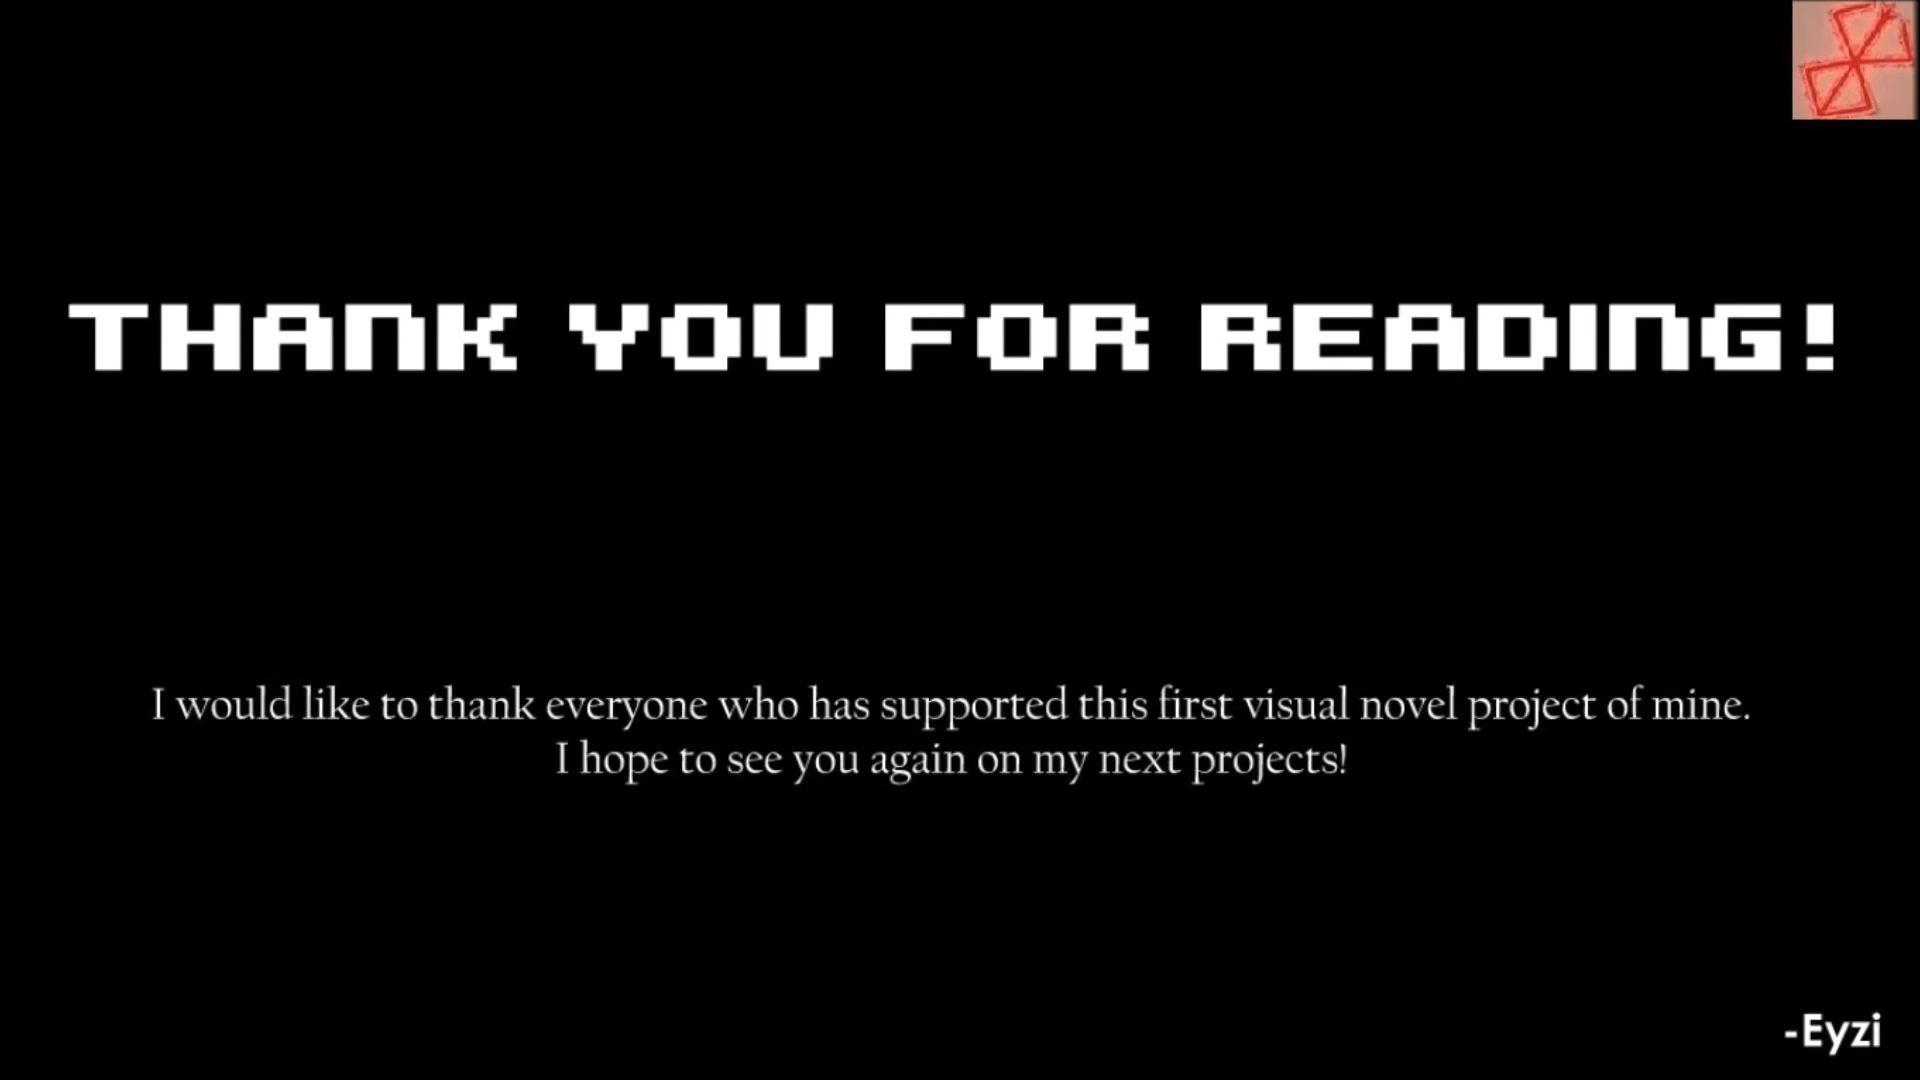 THANK YOU FOR READING!
I would like to thank everyone who has supported this first visual novel project of mine.
I hope to see you again on my next projects!
-Eyzi